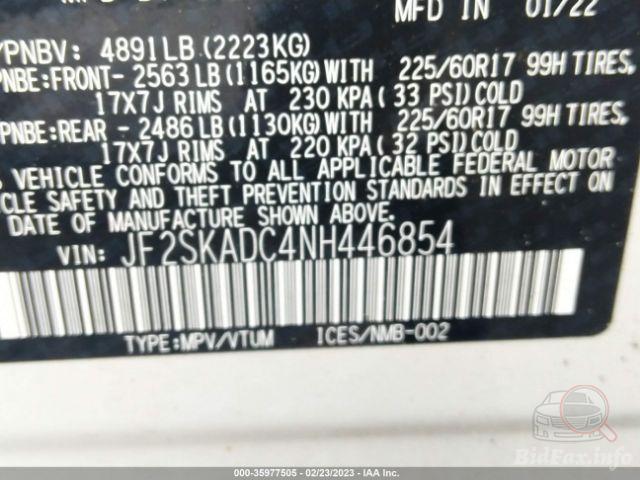 MFD IN 01/22
/PNBV: 4891LB(2223KG)
PNBE:FRONT- 2563LB(1165KG)WITH 225/60R17 99H TIRES,
17X7J RIMS AT 230 KPA( 33 PSI)COLD
PNBE:REAR - 2486LB(1130KG)WITH 225/60R17 99H TIRES,
17X7J RIMS AT 220 KPA( 32 PSI)COLD
VEHICLE CONFORMS TO ALL APPLICABLE FEDERAL MOTOR
CLE SAFETY AND THEFT PREVENTION STANDARDS IN EFFECT ON
DATE OF MANUFACTURE SHOWN ABOVE.
VIN: JF2SKADC4NH446854
TYPE:MPV/VTUM ICES/NMB-002
BidFax.info
000-35977505 - 02/23/2023 - IAA Inc.